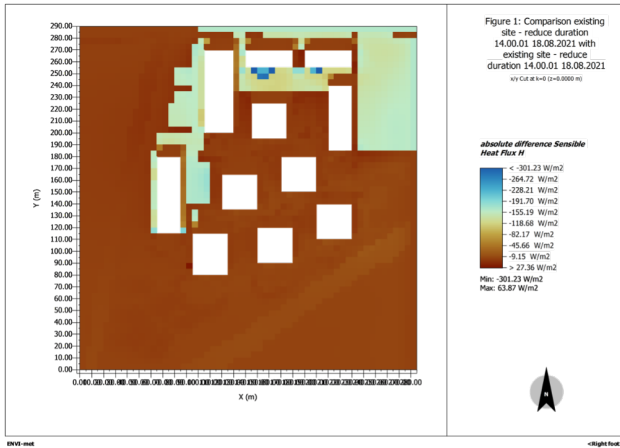 290.00
280.00
270.00
260.00
250.00
240.00
230.00
220.00
210.00
200.00
190.00
180.00
170.00
160.00
150.00
140.00
130.00
120.00
110.00
100.00
90.00
80.00
70.00
60.00
50.00
40.00
30.00
20.00
10.00
0.00
Y (m)
X (m)
Figure 1: Comparison existing
site - reduce duration
14.00.01 18.08.2021 with
existing site - reduce
duration 14.00.01 18.08.2021
x/y Cut at k=0 (z=0.0000 m)
absolute difference Sensible
Heat Flux H
< -301.23 W/m2
-264.72 W/m2
-228.21 W/m2
-191.70 W/m2
-155.19 W/m2
-118.68 W/m2
-82.17 W/m2
-45.66 W/m2
-9.15 W/m2
> 27.36 W/m2
Min: -301.23 W/m2
Max: 63.87 W/m2
N
ENVI-met
<Right foot